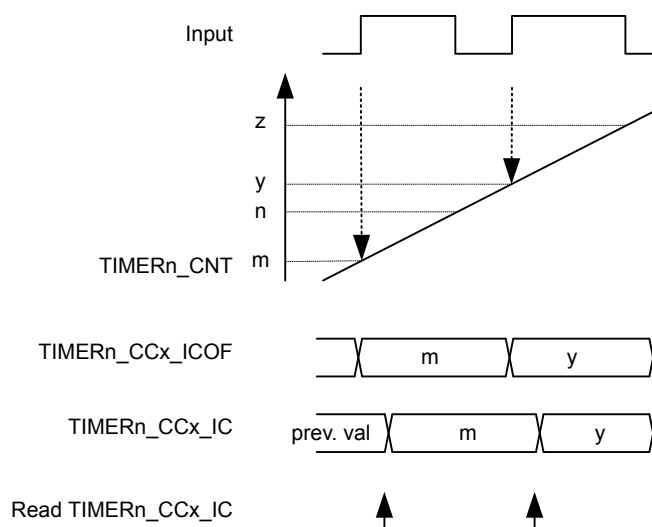 Input
z
y
n
TIMERn_CNT m
TIMERn_CCx_ICOF m y
TIMERn_CCx_IC prev. val m y
Read TIMERn_CCx_IC